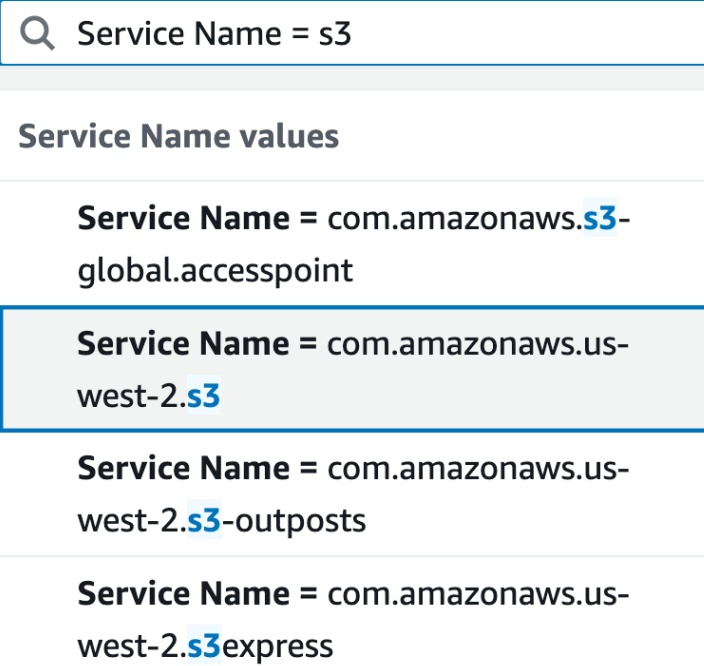 Service Name = s3
Service Name values
Service Name = com.amazonaws.s3-
global.accesspoint
Service Name = com.amazonaws.us-
west-2.s3
Service Name = com.amazonaws.us-
west-2.s3-outposts
Service Name = com.amazonaws.us-
west-2.s3express